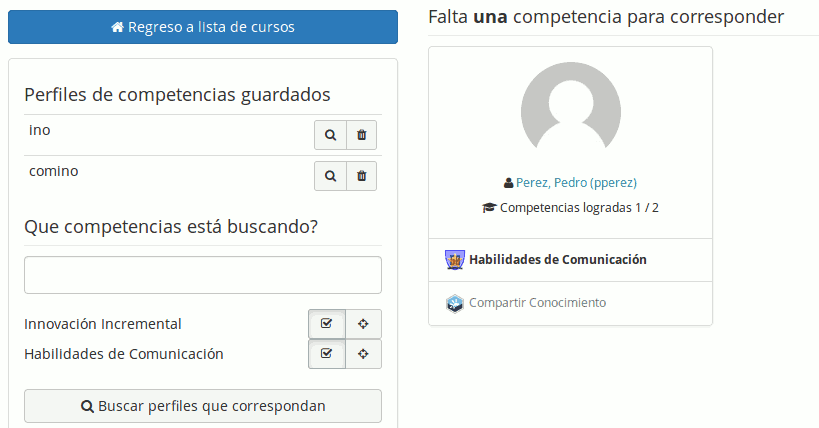 Regreso a lista de cursos
Perfiles de competencias guardados
ino
comino
Que competencias está buscando?
Innovación Incremental
Habilidades de Comunicación
Buscar perfiles que correspondan
Falta una competencia para corresponder
Perez, Pedro (pperez)
Competencias logradas 1 / 2
Habilidades de Comunicación
Compartir Conocimiento